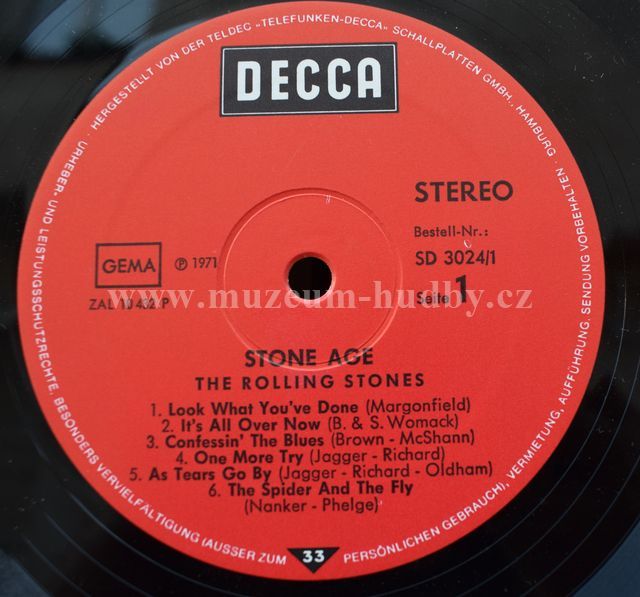 · HERGESTELLT VON DER TELDEC »TELEFUNKEN-DECCA« SCHALLPLATTEN GMBH., HAMBURG · URHEBER- UND LEISTUNGSSCHUTZRECHTE, BESONDERS VERVIELFÄLTIGUNG (AUSSER ZUM PERSÖNLICHEN GEBRAUCH), VERMIETUNG, AUFFÜHRUNG, SENDUNG VORBEHALTEN ·
DECCA
STEREO
Bestell-Nr.:
GEMA ℗ 1971 SD 3024/1
ZAL 10 432 P Seite 1
www.muzeum-hudby.cz
STONE AGE
THE ROLLING STONES
1. Look What You've Done (Margonfield)
2. It's All Over Now (B. & S. Womack)
3. Confessin' The Blues (Brown - McShann)
4. One More Try (Jagger - Richard)
5. As Tears Go By (Jagger - Richard - Oldham)
6. The Spider And The Fly
(Nanker - Phelge)
33